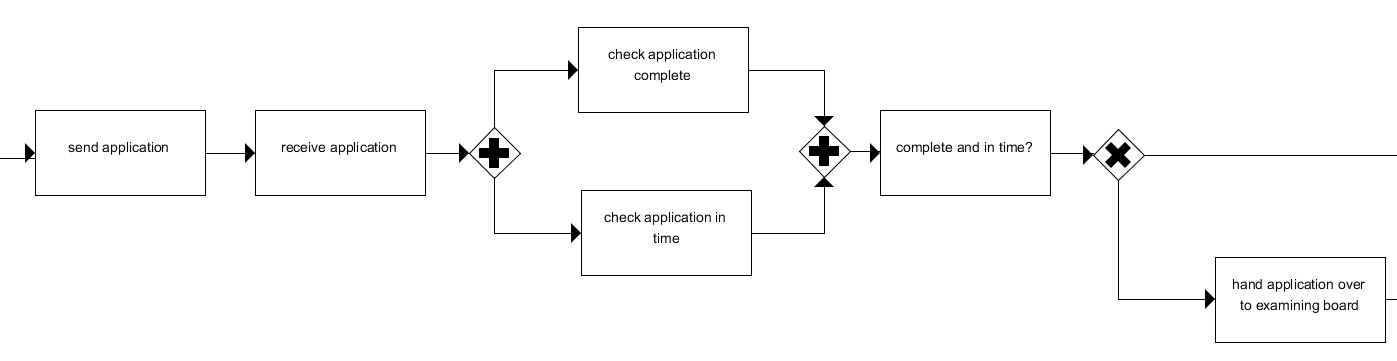 send application
receive application
check application
complete
check application in
time
complete and in time?
hand application over
to examining board